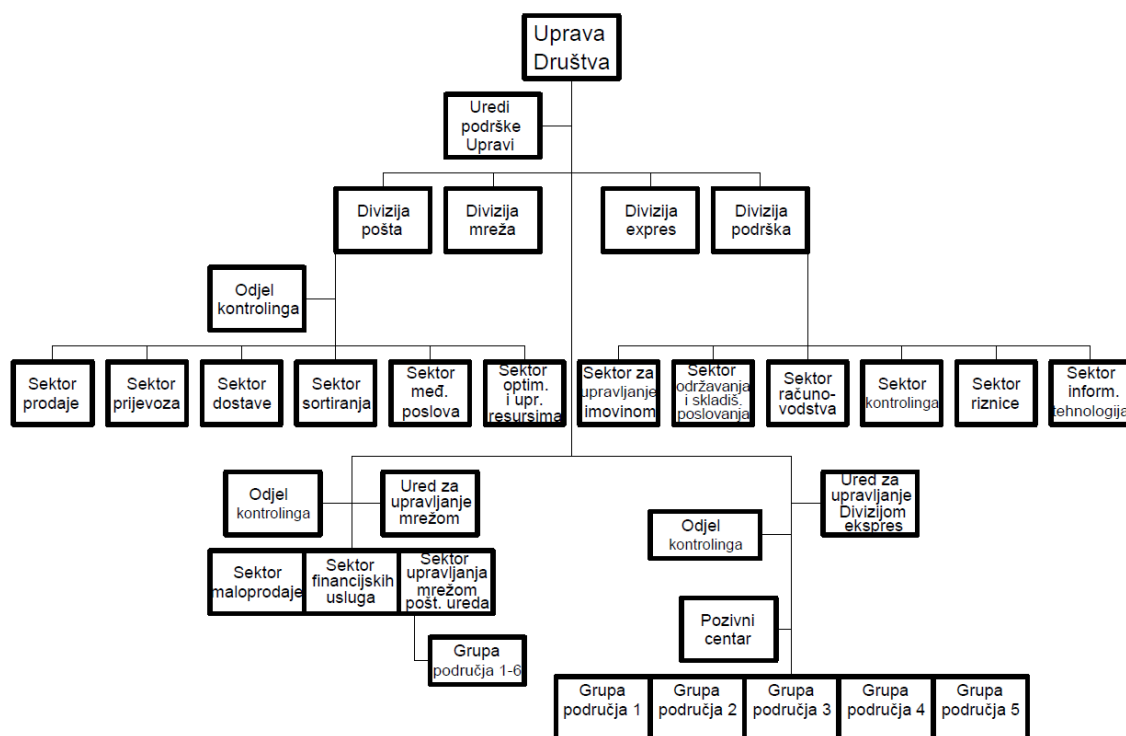 Uprava
Društva
Uredi
podrške
Upravi
Divizija
pošta
Divizija
mreža
Divizija
expres
Divizija
podrška
Odjel
kontrolinga
Sektor
prodaje
Sektor
prijevoza
Sektor
dostave
Sektor
sortiranja
Sektor
međ.
poslova
Sektor
optim.
i upr.
resursima
Sektor za
upravljanje
imovinom
Sektor
održavanja
i skladiš.
poslovanja
Sektor
računo-
vodstva
Sektor
kontrolinga
Sektor
riznice
Sektor
inform.
tehnologija
Odjel
kontrolinga
Ured za
upravljanje
mrežom
Sektor
maloprodaje
Sektor
financijskih
usluga
Sektor
upravljanja
mrežom
pošt. ureda
Grupa
područja 1-6
Ured za
upravljanje
Divizijom
ekspres
Odjel
kontrolinga
Pozivni
centar
Grupa
područja 1
Grupa
područja 2
Grupa
područja 3
Grupa
područja 4
Grupa
područja 5